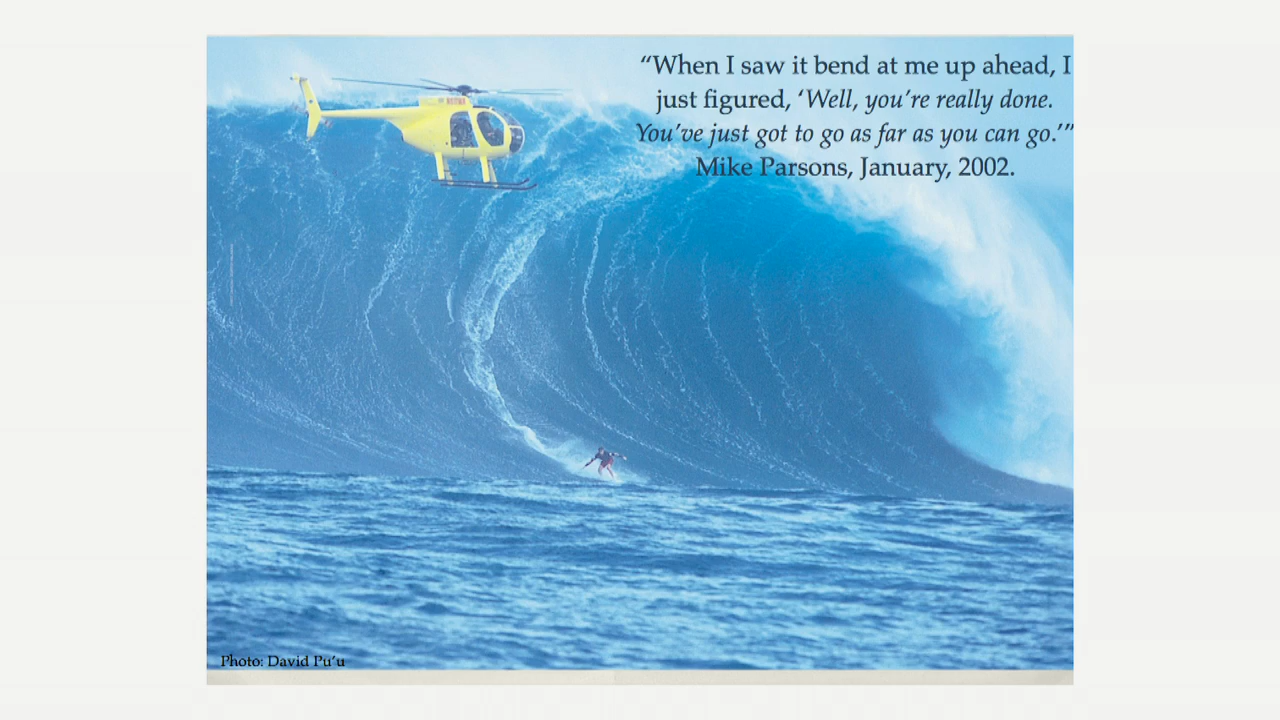 “When I saw it bend at me up ahead, I
just figured, ‘Well, you’re really done.
You’ve just got to go as far as you can go.’”
Mike Parsons, January, 2002.
Photo: David Pu‘u